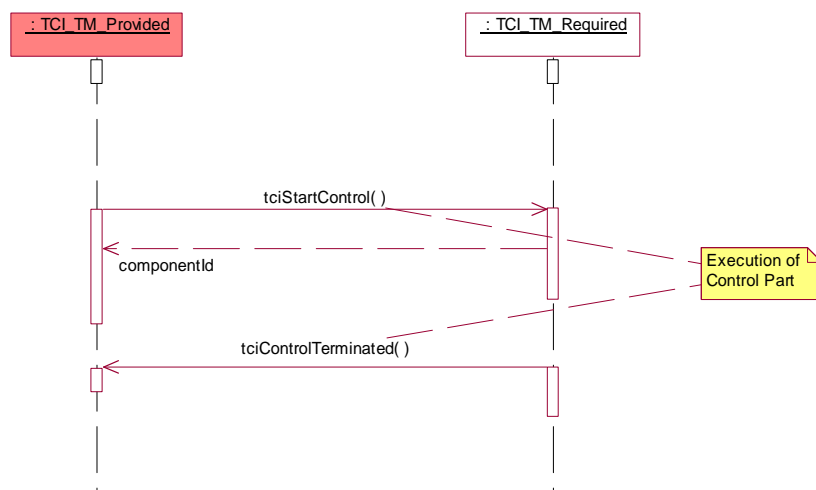 : TCI_TM_Provided
: TCI_TM_Required
tciStartControl( )
componentId
Execution of
Control Part
tciControlTerminated( )